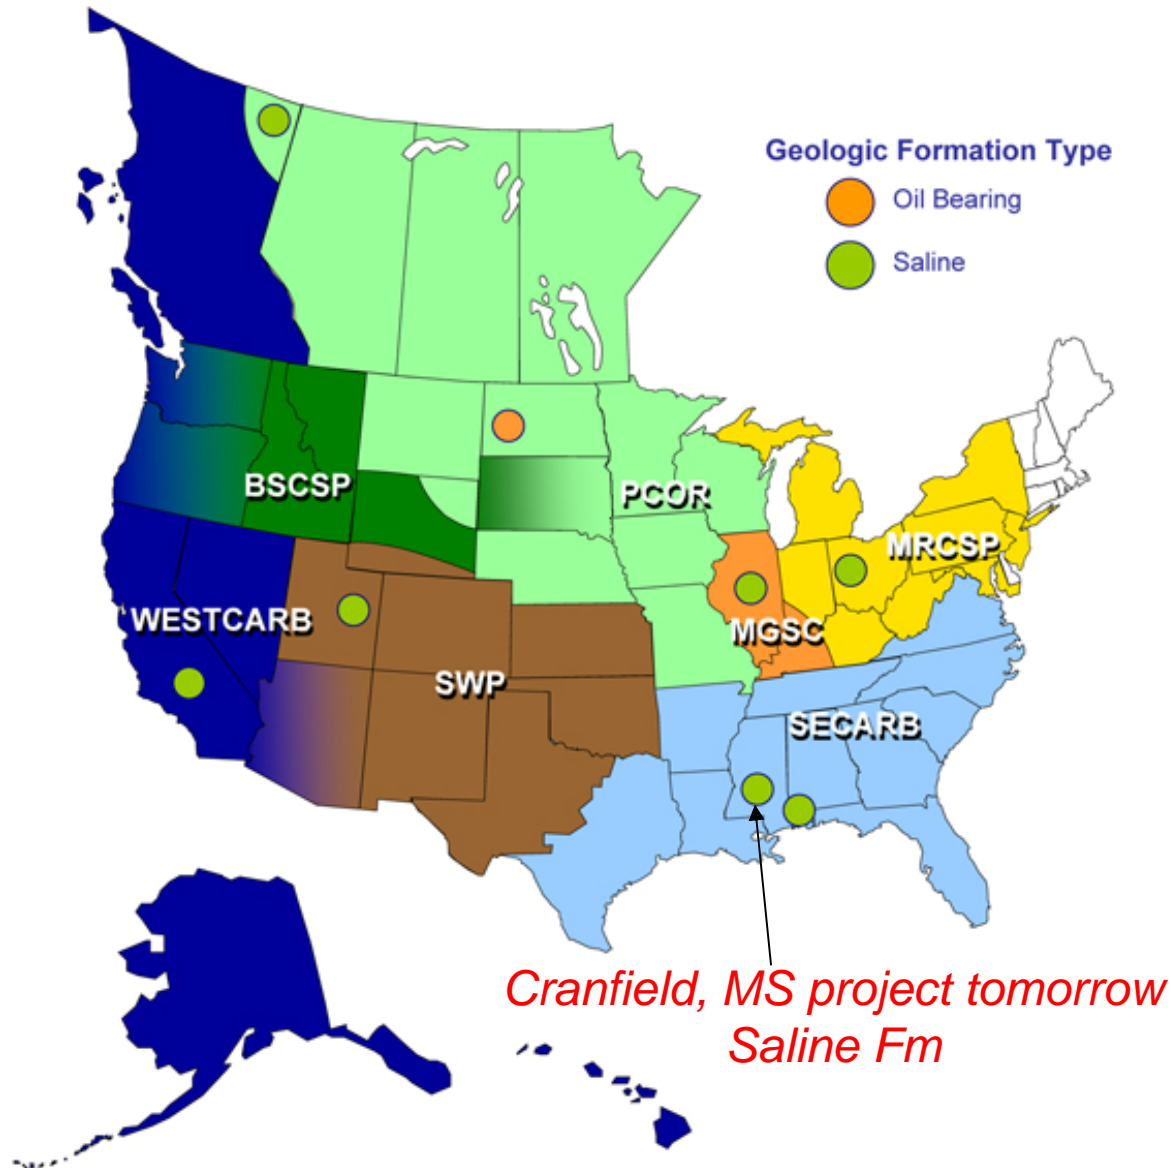 Geologic Formation Type
Oil Bearing
Saline
BSCSP
PCOR
MRCSP
WESTCARB
MGSC
SWP
SECARB
Cranfield, MS project tomorrow
Saline Fm